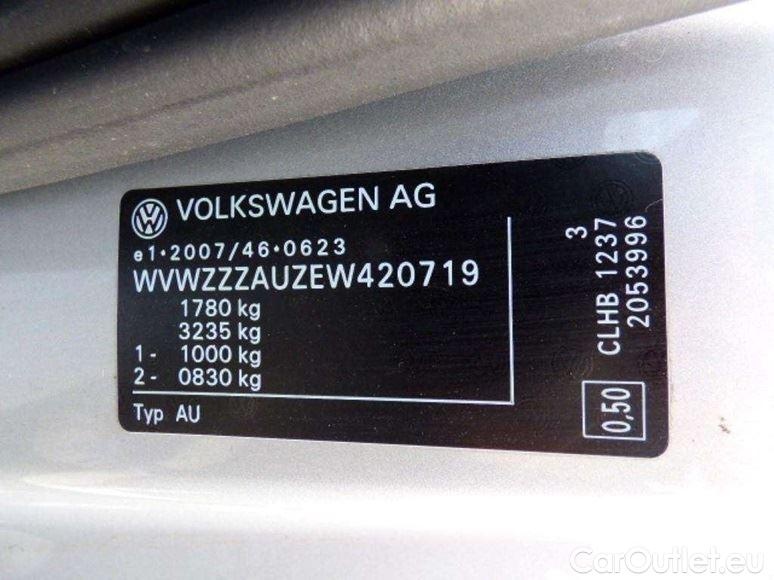 VOLKSWAGEN AG
e1•2007/46•0623
WVWZZZAUZEW420719
1780 kg
3235 kg
1- 1000 kg
2- 0830 kg
Typ AU
3
CLHB 1237
2053996
0,50
CarOutlet.eu